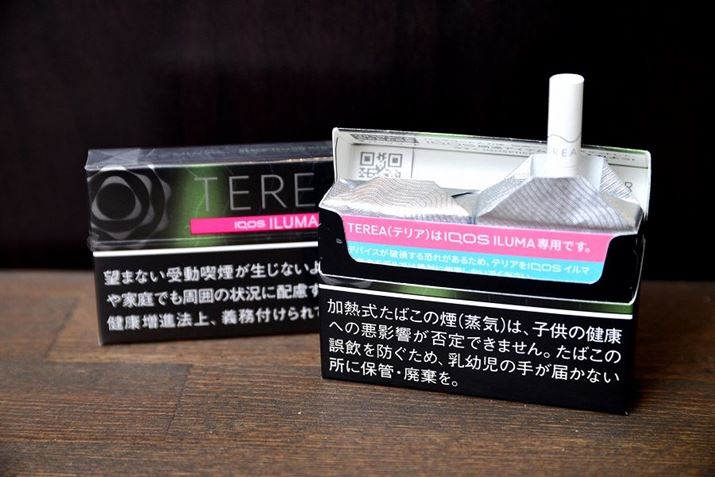 TEREA
IQOS ILUMA
望まない受動喫煙が生じない
や家庭でも周囲の状況に配慮す
健康増進法上、義務付けられ
REA
TEREA(テリア)はIQOS ILUMA専用です。
デバイスが破損する恐れがあるため、テリアをIQOS イルマ
加熱式たばこの煙(蒸気)は、子供の健康
への悪影響が否定できません。たばこの
誤飲を防ぐため、乳幼児の手が届かない
所に保管・廃棄を。